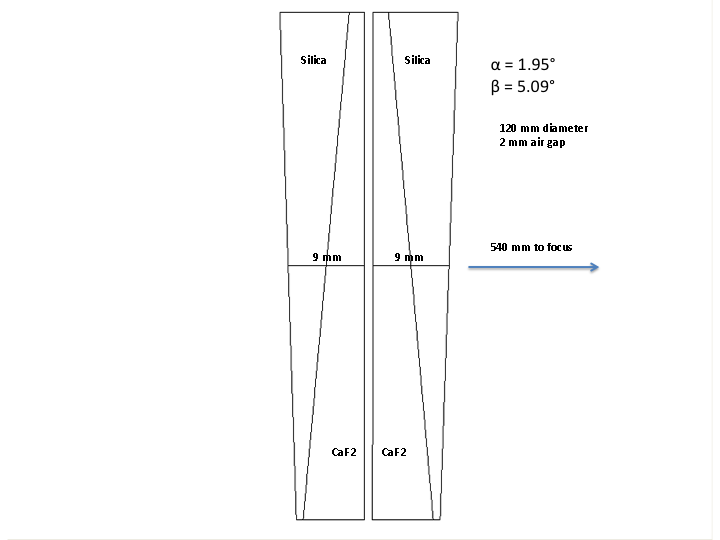 Silica
Silica
α = 1.95°
β = 5.09°
120 mm diameter
2 mm air gap
540 mm to focus
9 mm
9 mm
CaF2
CaF2